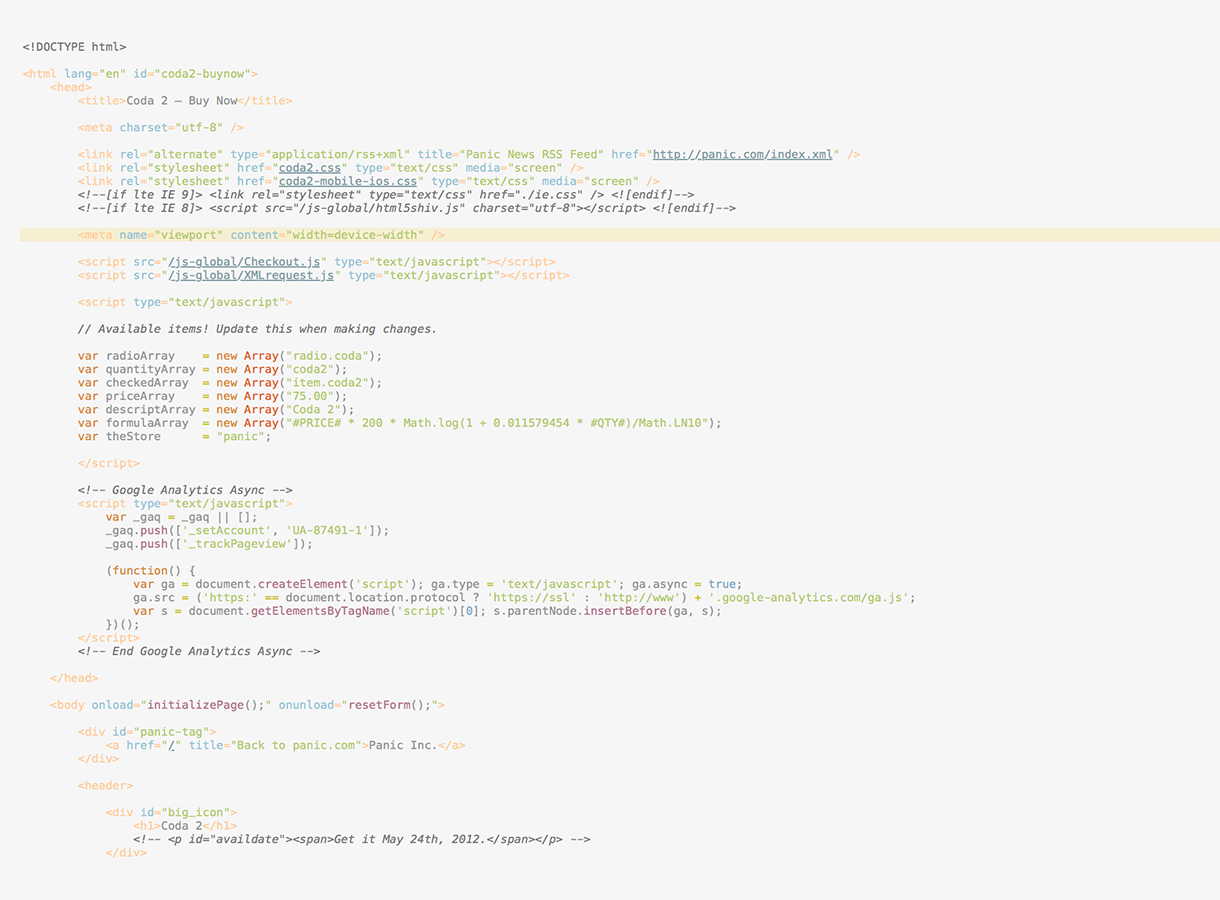 <!DOCTYPE html>
<html lang="en" id="coda2-buynow">
<head>
<title>Coda 2 — Buy Now</title>
<meta charset="utf-8" />
<link rel="alternate" type="application/rss+xml" title="Panic News RSS Feed" href="http://panic.com/index.xml" />
<link rel="stylesheet" href="coda2.css" type="text/css" media="screen" />
<link rel="stylesheet" href="coda2-mobile-ios.css" type="text/css" media="screen" />
<!--[if lte IE 9]> <link rel="stylesheet" type="text/css" href="./ie.css" /> <![endif]-->
<!--[if lte IE 8]> <script src="/js-global/html5shiv.js" charset="utf-8"></script> <![endif]-->
<meta name="viewport" content="width=device-width" />
<script src="/js-global/Checkout.js" type="text/javascript"></script>
<script src="/js-global/XMLrequest.js" type="text/javascript"></script>
<script type="text/javascript">
// Available items! Update this when making changes.
var radioArray    = new Array("radio.coda");
var quantityArray = new Array("coda2");
var checkedArray  = new Array("item.coda2");
var priceArray    = new Array("75.00");
var descriptArray = new Array("Coda 2");
var formulaArray  = new Array("#PRICE# * 200 * Math.log(1 + 0.011579454 * #QTY#)/Math.LN10");
var theStore      = "panic";
</script>
<!-- Google Analytics Async -->
<script type="text/javascript">
var _gaq = _gaq || [];
_gaq.push(['_setAccount', 'UA-87491-1']);
_gaq.push(['_trackPageview']);
(function() {
var ga = document.createElement('script'); ga.type = 'text/javascript'; ga.async = true;
ga.src = ('https:' == document.location.protocol ? 'https://ssl' : 'http://www') + '.google-analytics.com/ga.js';
var s = document.getElementsByTagName('script')[0]; s.parentNode.insertBefore(ga, s);
})();
</script>
<!-- End Google Analytics Async -->
</head>
<body onload="initializePage();" onunload="resetForm();">
<div id="panic-tag">
<a href="/" title="Back to panic.com">Panic Inc.</a>
</div>
<header>
<div id="big_icon">
<h1>Coda 2</h1>
<!-- <p id="availdate"><span>Get it May 24th, 2012.</span></p> -->
</div>